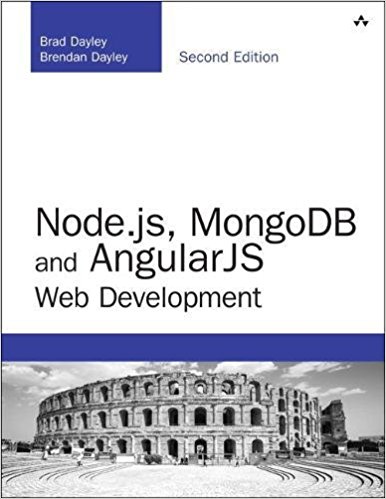 Brad Dayley
Brendan Dayley
Second Edition
Node.js, MongoDB
and AngularJS
Web Development